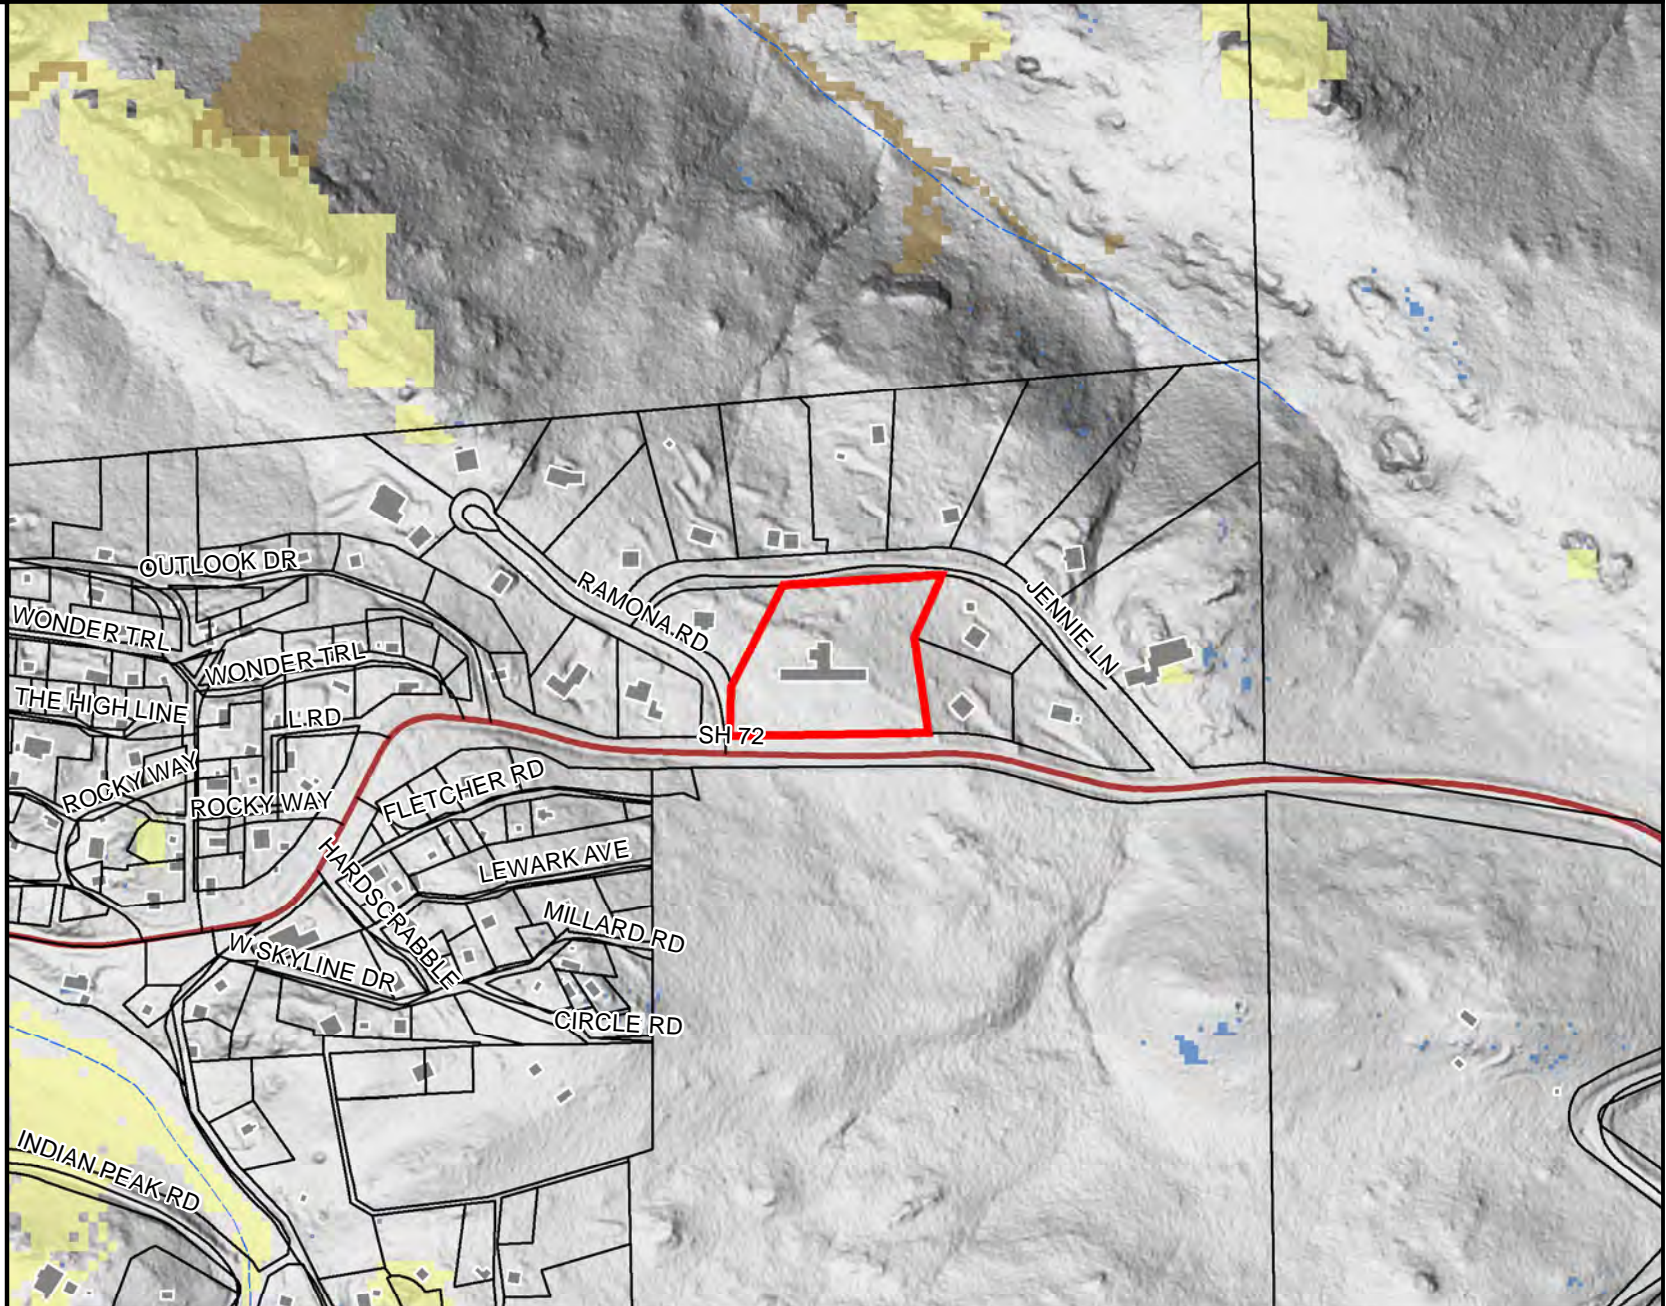 OUTLOOK DR
RAMONA RD
JENNIE LN
WONDER TRL
WONDER TRL
THE HIGH LINE
L RD
SH 72
ROCKY WAY
ROCKY WAY
FLETCHER RD
HARDSCRABBLE
LEWARK AVE
MILLARD RD
W SKYLINE DR
CIRCLE RD
INDIAN PEAK RD